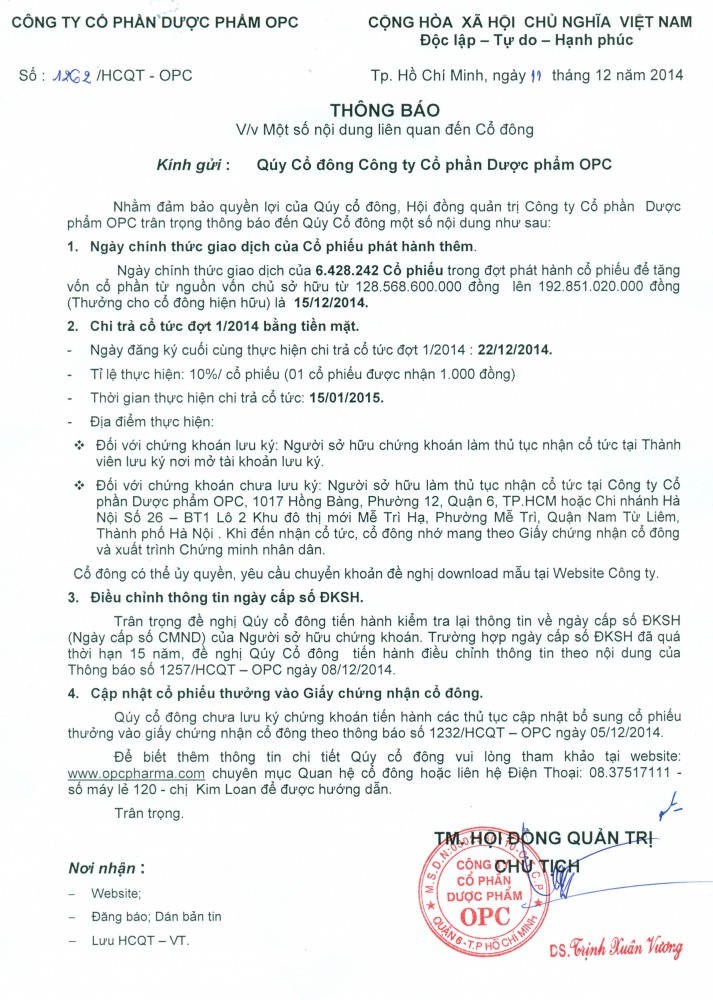 CÔNG TY CỔ PHẦN DƯỢC PHẨM OPC
CỘNG HÒA XÃ HỘI CHỦ NGHĨA VIỆT NAM
Độc lập – Tự do – Hạnh phúc
Số : 1262 /HCQT - OPC
Tp. Hồ Chí Minh, ngày 11 tháng 12 năm 2014
THÔNG BÁO
V/v Một số nội dung liên quan đến Cổ đông
Kính gửi : Qúy Cổ đông Công ty Cổ phần Dược phẩm OPC
Nhằm đảm bảo quyền lợi của Qúy cổ đông, Hội đồng quản trị Công ty Cổ phần Dược
phẩm OPC trân trọng thông báo đến Qúy Cổ đông một số nội dung như sau:
1. Ngày chính thức giao dịch của Cổ phiếu phát hành thêm.
Ngày chính thức giao dịch của 6.428.242 Cổ phiếu trong đợt phát hành cổ phiếu để tăng
vốn cổ phần từ nguồn vốn chủ sở hữu từ 128.568.600.000 đồng lên 192.851.020.000 đồng
(Thưởng cho cổ đông hiện hữu) là 15/12/2014.
2. Chi trả cổ tức đợt 1/2014 bằng tiền mặt.
- Ngày đăng ký cuối cùng thực hiện chi trả cổ tức đợt 1/2014 : 22/12/2014.
- Tỉ lệ thực hiện: 10%/ cổ phiếu (01 cổ phiếu được nhận 1.000 đồng)
- Thời gian thực hiện chi trả cổ tức: 15/01/2015.
- Địa điểm thực hiện:
❖ Đối với chứng khoán lưu ký: Người sở hữu chứng khoán làm thủ tục nhận cổ tức tại Thành
viên lưu ký nơi mở tài khoản lưu ký.
❖ Đối với chứng khoán chưa lưu ký: Người sở hữu làm thủ tục nhận cổ tức tại Công ty Cổ
phần Dược phẩm OPC, 1017 Hồng Bàng, Phường 12, Quận 6, TP.HCM hoặc Chi nhánh Hà
Nội Số 26 – BT1 Lô 2 Khu đô thị mới Mễ Trì Hạ, Phường Mễ Trì, Quận Nam Từ Liêm,
Thành phố Hà Nội . Khi đến nhận cổ tức, cổ đông nhớ mang theo Giấy chứng nhận cổ đông
và xuất trình Chứng minh nhân dân.
Cổ đông có thể ủy quyền, yêu cầu chuyển khoản đề nghị download mẫu tại Website Công ty.
3. Điều chỉnh thông tin ngày cấp số ĐKSH.
Trân trọng đề nghị Qúy cổ đông tiến hành kiểm tra lại thông tin về ngày cấp số ĐKSH
(Ngày cấp số CMND) của Người sở hữu chứng khoán. Trường hợp ngày cấp số ĐKSH đã quá
thời hạn 15 năm, đề nghị Qúy Cổ đông tiến hành điều chỉnh thông tin theo nội dung của
Thông báo số 1257/HCQT – OPC ngày 08/12/2014.
4. Cập nhật cổ phiếu thưởng vào Giấy chứng nhận cổ đông.
Qúy cổ đông chưa lưu ký chứng khoán tiến hành các thủ tục cập nhật bổ sung cổ phiếu
thưởng vào giấy chứng nhận cổ đông theo thông báo số 1232/HCQT – OPC ngày 05/12/2014.
Để biết thêm thông tin chi tiết Qúy cổ đông vui lòng tham khảo tại website:
www.opcpharma.com chuyên mục Quan hệ cổ đông hoặc liên hệ Điện Thoại: 08.37517111 -
số máy lẻ 120 - chị Kim Loan để được hướng dẫn.
Trân trọng.
TM. HỘI ĐỒNG QUẢN TRỊ
CHỦ TỊCH
CÔNG TY
CỔ PHẦN
DƯỢC PHẨM
OPC
QUẬN 6 - T.P HỒ CHÍ MINH
Nơi nhận :
– Website;
– Đăng báo; Dán bản tin
– Lưu HCQT – VT.
DS. Trịnh Xuân Vương